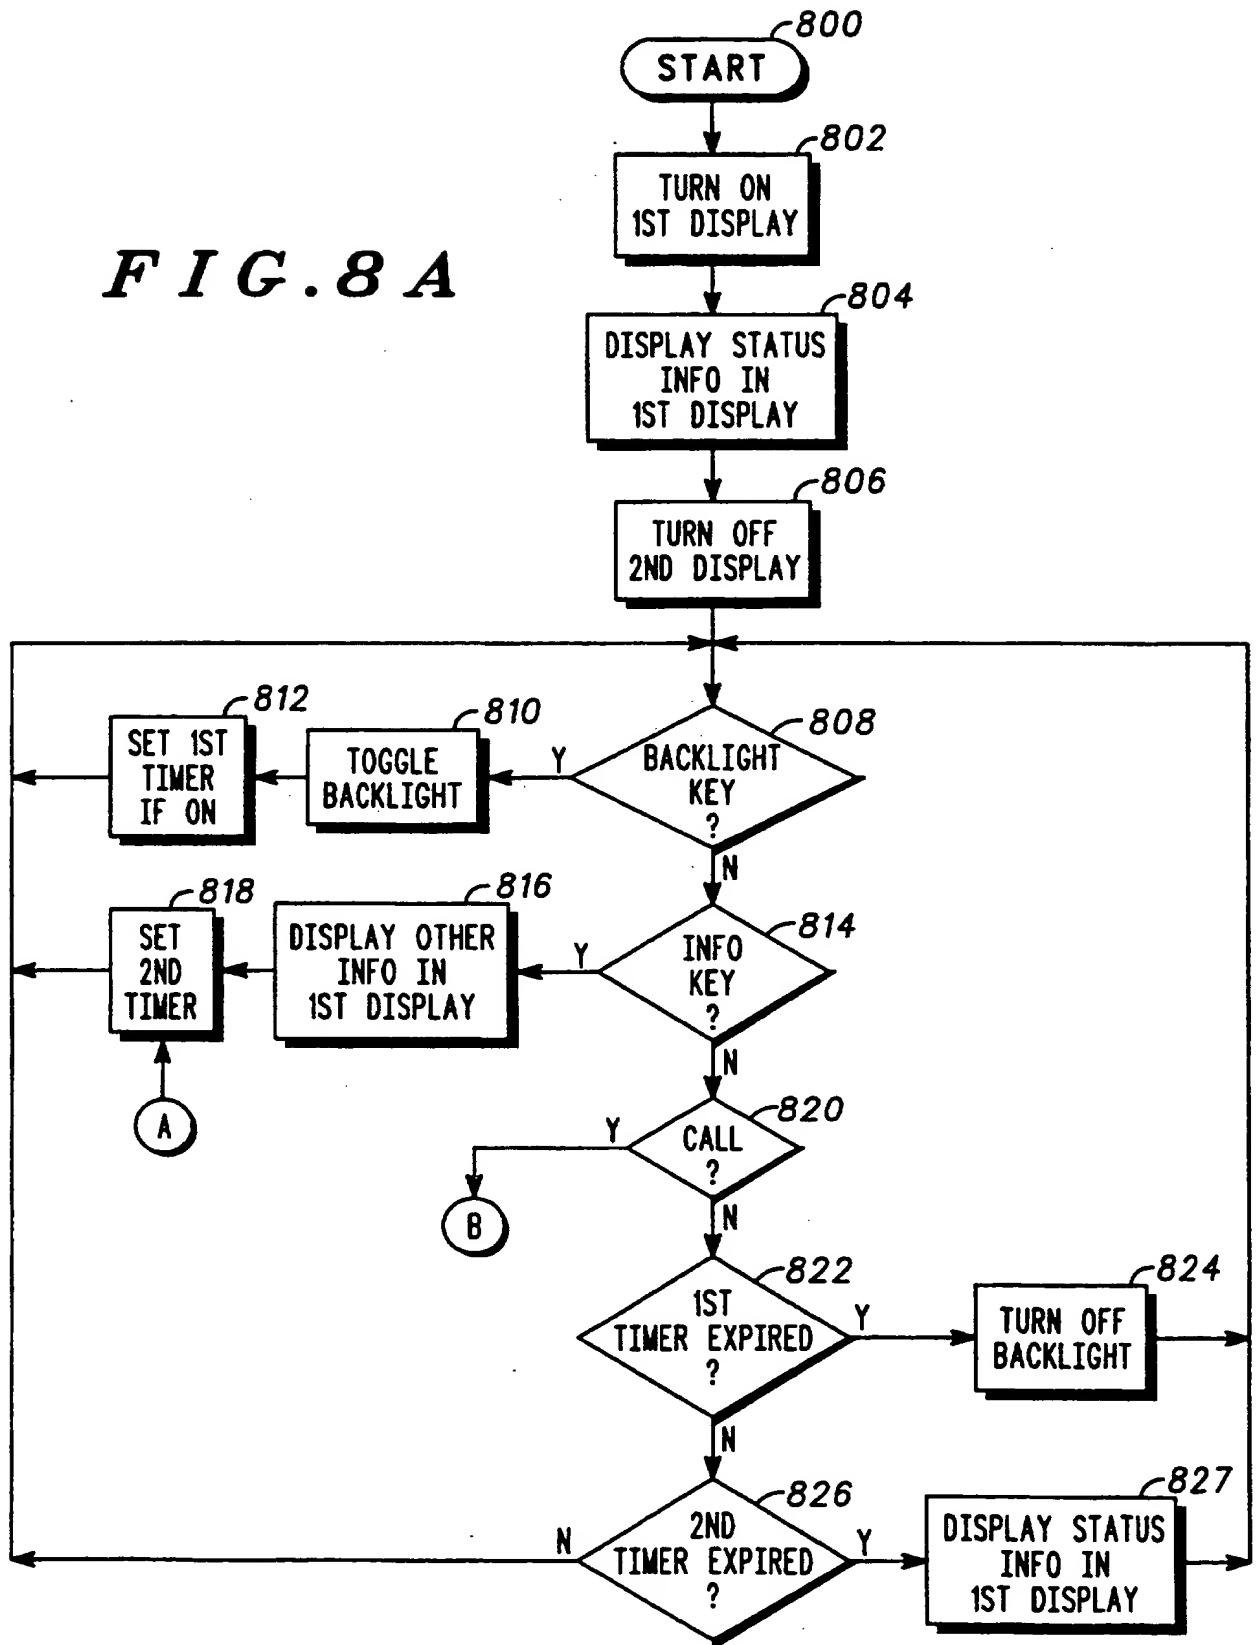 800
START
802
TURN ON
1ST DISPLAY
FIG.8A
804
DISPLAY STATUS
INFO IN
1ST DISPLAY
806
TURN OFF
2ND DISPLAY
812
SET 1ST
TIMER
IF ON
810
TOGGLE
BACKLIGHT
Y
808
BACKLIGHT
KEY
?
N
818
SET
2ND
TIMER
816
DISPLAY OTHER
INFO IN
1ST DISPLAY
Y
814
INFO
KEY
?
N
A
Y
820
CALL
?
B
N
822
1ST
TIMER EXPIRED
?
Y
824
TURN OFF
BACKLIGHT
N
826
2ND
TIMER EXPIRED
?
N
Y
827
DISPLAY STATUS
INFO IN
1ST DISPLAY